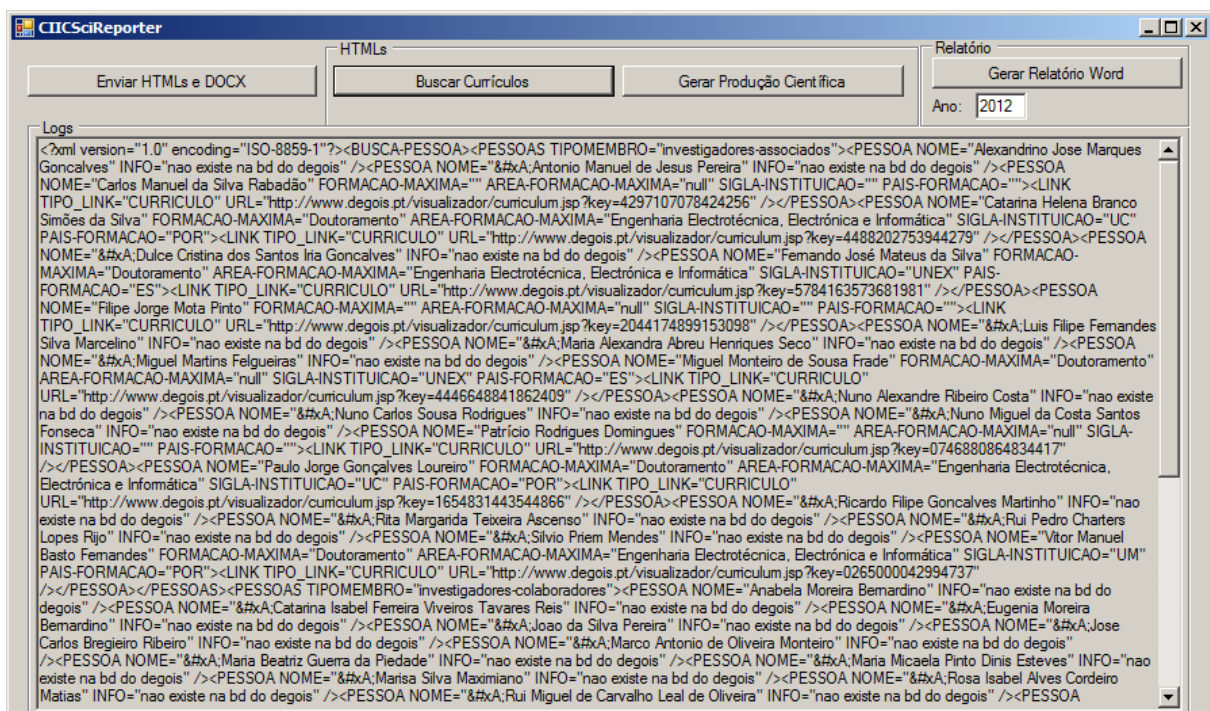 CIICSciReporter
HTMLs
Relatório
Enviar HTMLs e DOCX
Buscar Currículos
Gerar Produção Científica
Gerar Relatório Word
Ano: 2012
Logs
<?xml version="1.0" encoding="ISO-8859-1"?><BUSCA-PESSOA><PESSOAS TIPOMEMBRO="investigadores-associados"><PESSOA NOME="Alexandrino Jose Marques
Goncalves" INFO="nao existe na bd do degois" /><PESSOA NOME="&#xA;Antonio Manuel de Jesus Pereira" INFO="nao existe na bd do degois" /><PESSOA
NOME="Carlos Manuel da Silva Rabadão" FORMACAO-MAXIMA="" AREA-FORMACAO-MAXIMA="null" SIGLA-INSTITUICAO="" PAIS-FORMACAO=""><LINK
TIPO_LINK="CURRICULO" URL="http://www.degois.pt/visualizador/curriculum.jsp?key=4297107078424256" /></PESSOA><PESSOA NOME="Catarina Helena Branco
Simões da Silva" FORMACAO-MAXIMA="Doutoramento" AREA-FORMACAO-MAXIMA="Engenharia Electrotécnica, Electrónica e Informática" SIGLA-INSTITUICAO="UC"
PAIS-FORMACAO="POR"><LINK TIPO_LINK="CURRICULO" URL="http://www.degois.pt/visualizador/curriculum.jsp?key=4488202753944279" /></PESSOA><PESSOA
NOME="&#xA;Dulce Cristina dos Santos Iria Goncalves" INFO="nao existe na bd do degois" /><PESSOA NOME="Fernando José Mateus da Silva" FORMACAO-
MAXIMA="Doutoramento" AREA-FORMACAO-MAXIMA="Engenharia Electrotécnica, Electrónica e Informática" SIGLA-INSTITUICAO="UNEX" PAIS-
FORMACAO="ES"><LINK TIPO_LINK="CURRICULO" URL="http://www.degois.pt/visualizador/curriculum.jsp?key=5784163573681981" /></PESSOA><PESSOA
NOME="Filipe Jorge Mota Pinto" FORMACAO-MAXIMA="" AREA-FORMACAO-MAXIMA="null" SIGLA-INSTITUICAO="" PAIS-FORMACAO=""><LINK
TIPO_LINK="CURRICULO" URL="http://www.degois.pt/visualizador/curriculum.jsp?key=2044174899153098" /></PESSOA><PESSOA NOME="&#xA;Luis Filipe Fernandes
Silva Marcelino" INFO="nao existe na bd do degois" /><PESSOA NOME="&#xA;Maria Alexandra Abreu Henriques Seco" INFO="nao existe na bd do degois" /><PESSOA
NOME="&#xA;Miguel Martins Felgueiras" INFO="nao existe na bd do degois" /><PESSOA NOME="Miguel Monteiro de Sousa Frade" FORMACAO-MAXIMA="Doutoramento"
AREA-FORMACAO-MAXIMA="null" SIGLA-INSTITUICAO="UNEX" PAIS-FORMACAO="ES"><LINK TIPO_LINK="CURRICULO"
URL="http://www.degois.pt/visualizador/curriculum.jsp?key=4446648841862409" /></PESSOA><PESSOA NOME="&#xA;Nuno Alexandre Ribeiro Costa" INFO="nao existe
na bd do degois" /><PESSOA NOME="&#xA;Nuno Carlos Sousa Rodrigues" INFO="nao existe na bd do degois" /><PESSOA NOME="&#xA;Nuno Miguel da Costa Santos
Fonseca" INFO="nao existe na bd do degois" /><PESSOA NOME="Patrício Rodrigues Domingues" FORMACAO-MAXIMA="" AREA-FORMACAO-MAXIMA="null" SIGLA-
INSTITUICAO="" PAIS-FORMACAO=""><LINK TIPO_LINK="CURRICULO" URL="http://www.degois.pt/visualizador/curriculum.jsp?key=0746880864834417"
/></PESSOA><PESSOA NOME="Paulo Jorge Gonçalves Loureiro" FORMACAO-MAXIMA="Doutoramento" AREA-FORMACAO-MAXIMA="Engenharia Electrotécnica,
Electrónica e Informática" SIGLA-INSTITUICAO="UC" PAIS-FORMACAO="POR"><LINK TIPO_LINK="CURRICULO"
URL="http://www.degois.pt/visualizador/curriculum.jsp?key=1654831443544866" /></PESSOA><PESSOA NOME="&#xA;Ricardo Filipe Goncalves Martinho" INFO="nao
existe na bd do degois" /><PESSOA NOME="&#xA;Rita Margarida Teixeira Ascenso" INFO="nao existe na bd do degois" /><PESSOA NOME="&#xA;Rui Pedro Charters
Lopes Rijo" INFO="nao existe na bd do degois" /><PESSOA NOME="&#xA;Silvio Priem Mendes" INFO="nao existe na bd do degois" /><PESSOA NOME="Vitor Manuel
Basto Fernandes" FORMACAO-MAXIMA="Doutoramento" AREA-FORMACAO-MAXIMA="Engenharia Electrotécnica, Electrónica e Informática" SIGLA-INSTITUICAO="UM"
PAIS-FORMACAO="POR"><LINK TIPO_LINK="CURRICULO" URL="http://www.degois.pt/visualizador/curriculum.jsp?key=0265000042994737"
/></PESSOA></PESSOAS><PESSOAS TIPOMEMBRO="investigadores-colaboradores"><PESSOA NOME="Anabela Moreira Bernardino" INFO="nao existe na bd do
degois" /><PESSOA NOME="&#xA;Catarina Isabel Ferreira Viveiros Tavares Reis" INFO="nao existe na bd do degois" /><PESSOA NOME="&#xA;Eugenia Moreira
Bernardino" INFO="nao existe na bd do degois" /><PESSOA NOME="&#xA;Joao da Silva Pereira" INFO="nao existe na bd do degois" /><PESSOA NOME="&#xA;Jose
Carlos Bregieiro Ribeiro" INFO="nao existe na bd do degois" /><PESSOA NOME="&#xA;Marco Antonio de Oliveira Monteiro" INFO="nao existe na bd do degois"
/><PESSOA NOME="&#xA;Maria Beatriz Guerra da Piedade" INFO="nao existe na bd do degois" /><PESSOA NOME="&#xA;Maria Micaela Pinto Dinis Esteves" INFO="nao
existe na bd do degois" /><PESSOA NOME="&#xA;Marisa Silva Maximiano" INFO="nao existe na bd do degois" /><PESSOA NOME="&#xA;Rosa Isabel Alves Cordeiro
Matias" INFO="nao existe na bd do degois" /><PESSOA NOME="&#xA;Rui Miguel de Carvalho Leal de Oliveira" INFO="nao existe na bd do degois" /><PESSOA